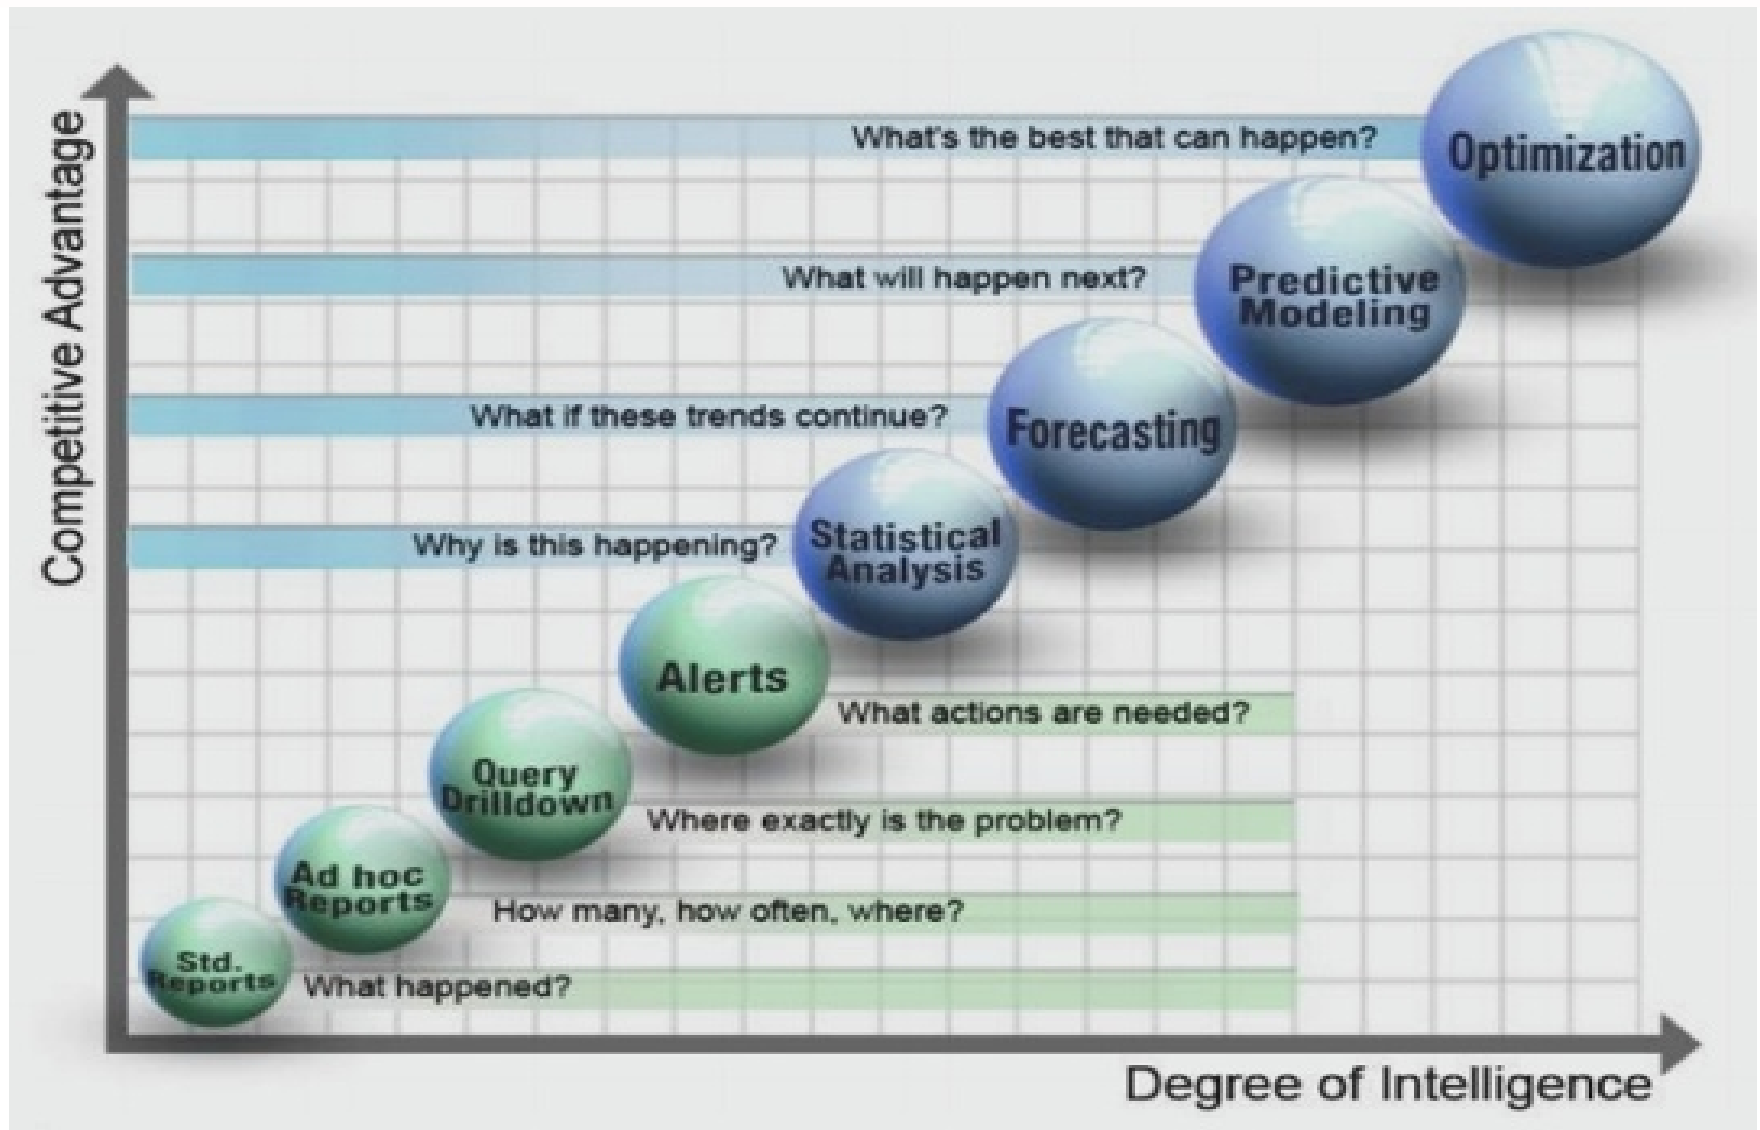 Competitive Advantage
What's the best that can happen?
Optimization
What will happen next?
Predictive
Modeling
What if these trends continue?
Forecasting
Why is this happening?
Statistical
Analysis
Alerts
What actions are needed?
Query
Drilldown
Where exactly is the problem?
Ad hoc
Reports
How many, how often, where?
Std.
Reports
What happened?
Degree of Intelligence